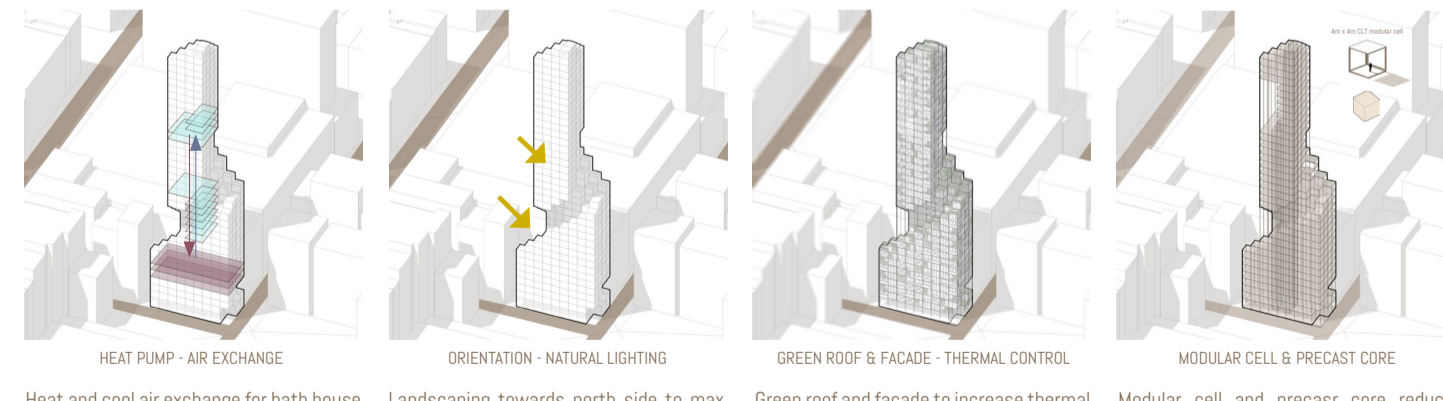 4m x 4m CLT modular cell
HEAT PUMP - AIR EXCHANGE
ORIENTATION - NATURAL LIGHTING
GREEN ROOF & FACADE - THERMAL CONTROL
MODULAR CELL & PRECAST CORE
Heat and cool air exchange for bath house
Landscaping towards north side to max
Green roof and facade to increase thermal
Modular cell and precasr core reduc